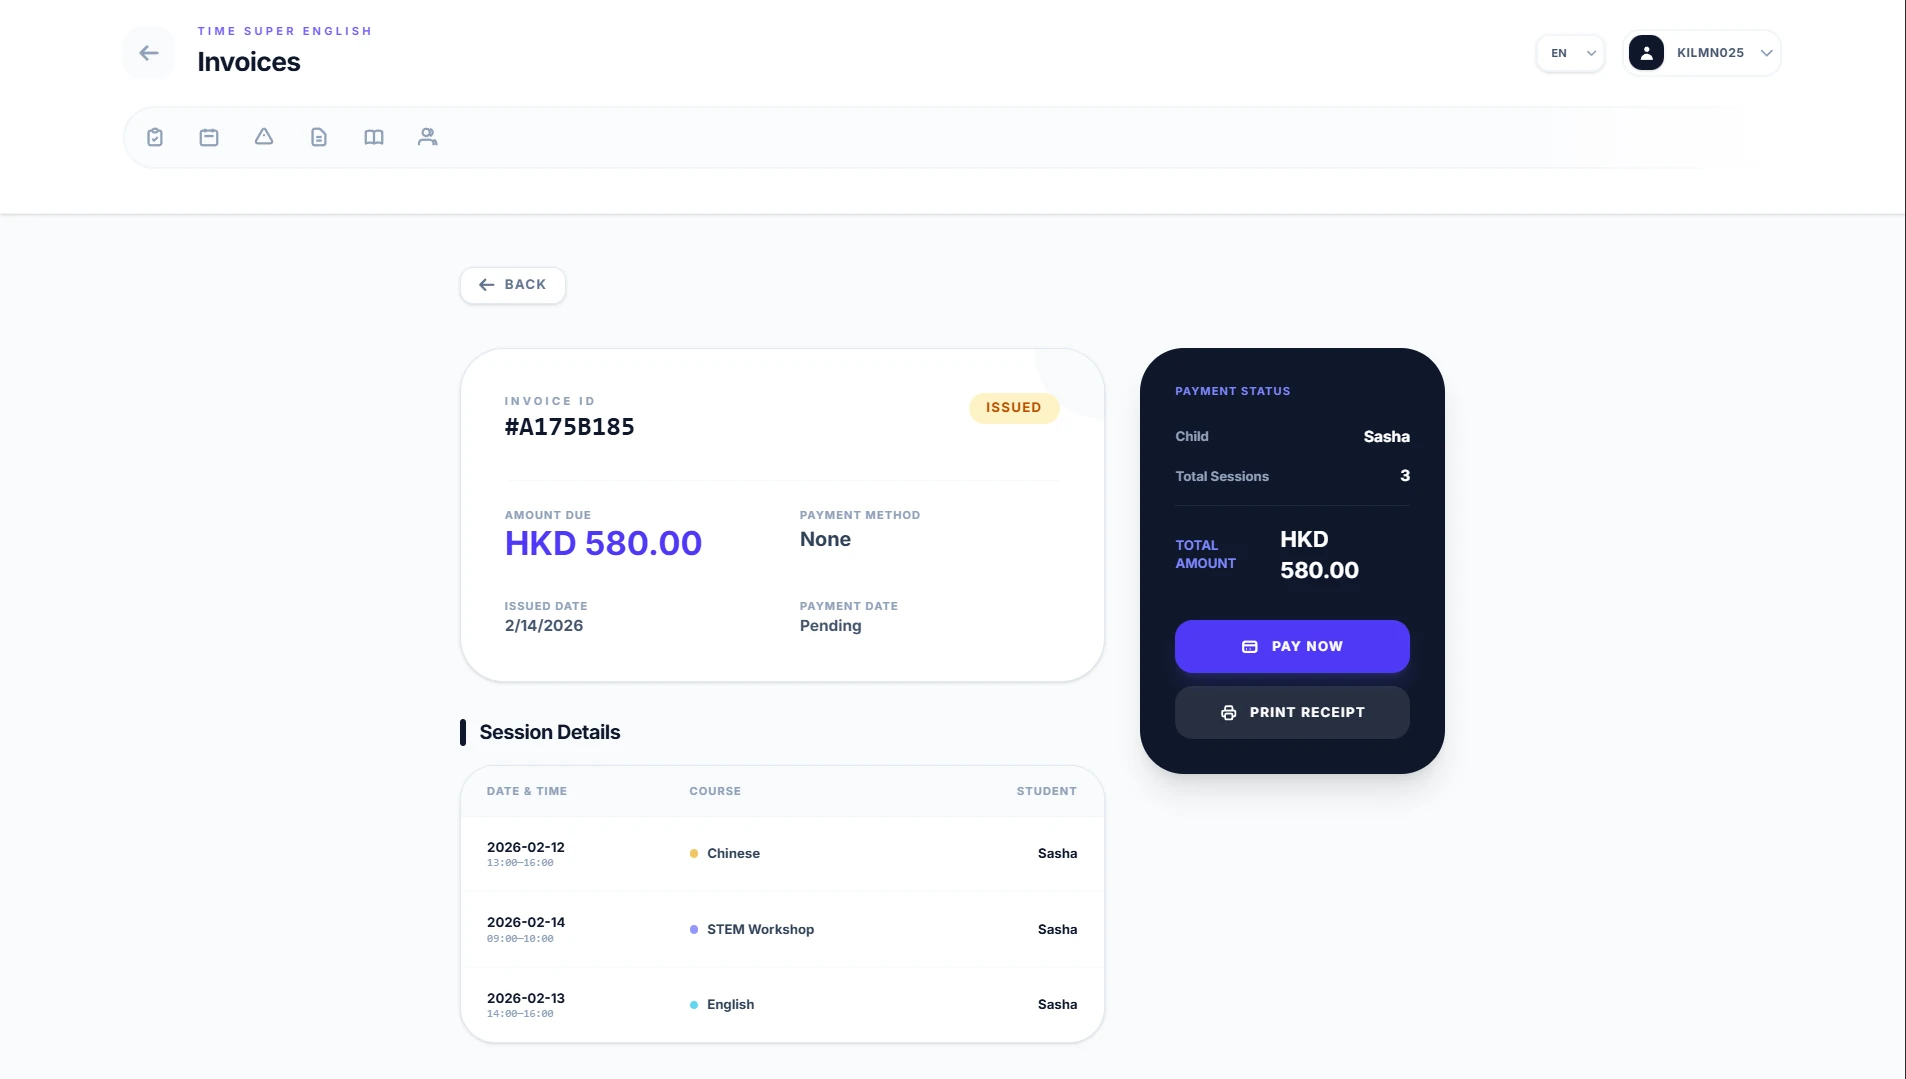 TIME SUPER ENGLISH
Invoices
EN
KILMN025
BACK
INVOICE ID
#A175B185
ISSUED
AMOUNT DUE
HKD 580.00
PAYMENT METHOD
None
ISSUED DATE
2/14/2026
PAYMENT DATE
Pending
PAYMENT STATUS
Child
Sasha
Total Sessions
3
TOTAL
AMOUNT
HKD
580.00
PAY NOW
PRINT RECEIPT
Session Details
DATE & TIME
COURSE
STUDENT
2026-02-12
13:00—16:00
Chinese
Sasha
2026-02-14
09:00—10:00
STEM Workshop
Sasha
2026-02-13
14:00—16:00
English
Sasha